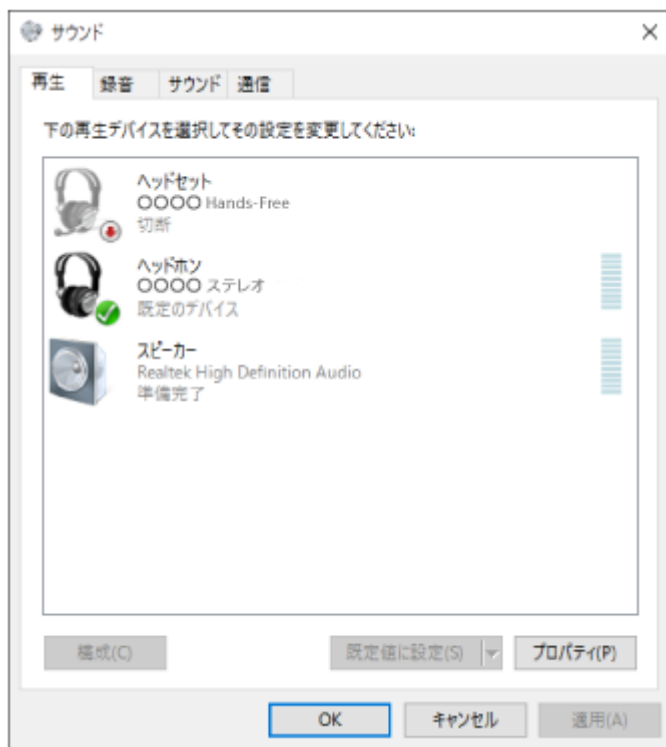 サウンド
再生 録音 サウンド 通信
下の再生デバイスを選択してその設定を変更してください:
ヘッドセット
〇〇〇〇 Hands-Free
切断
ヘッドホン
〇〇〇〇 ステレオ
既定のデバイス
スピーカー
Realtek High Definition Audio
準備完了
構成(C) 既定値に設定(S) プロパティ(P)
OK キャンセル 適用(A)